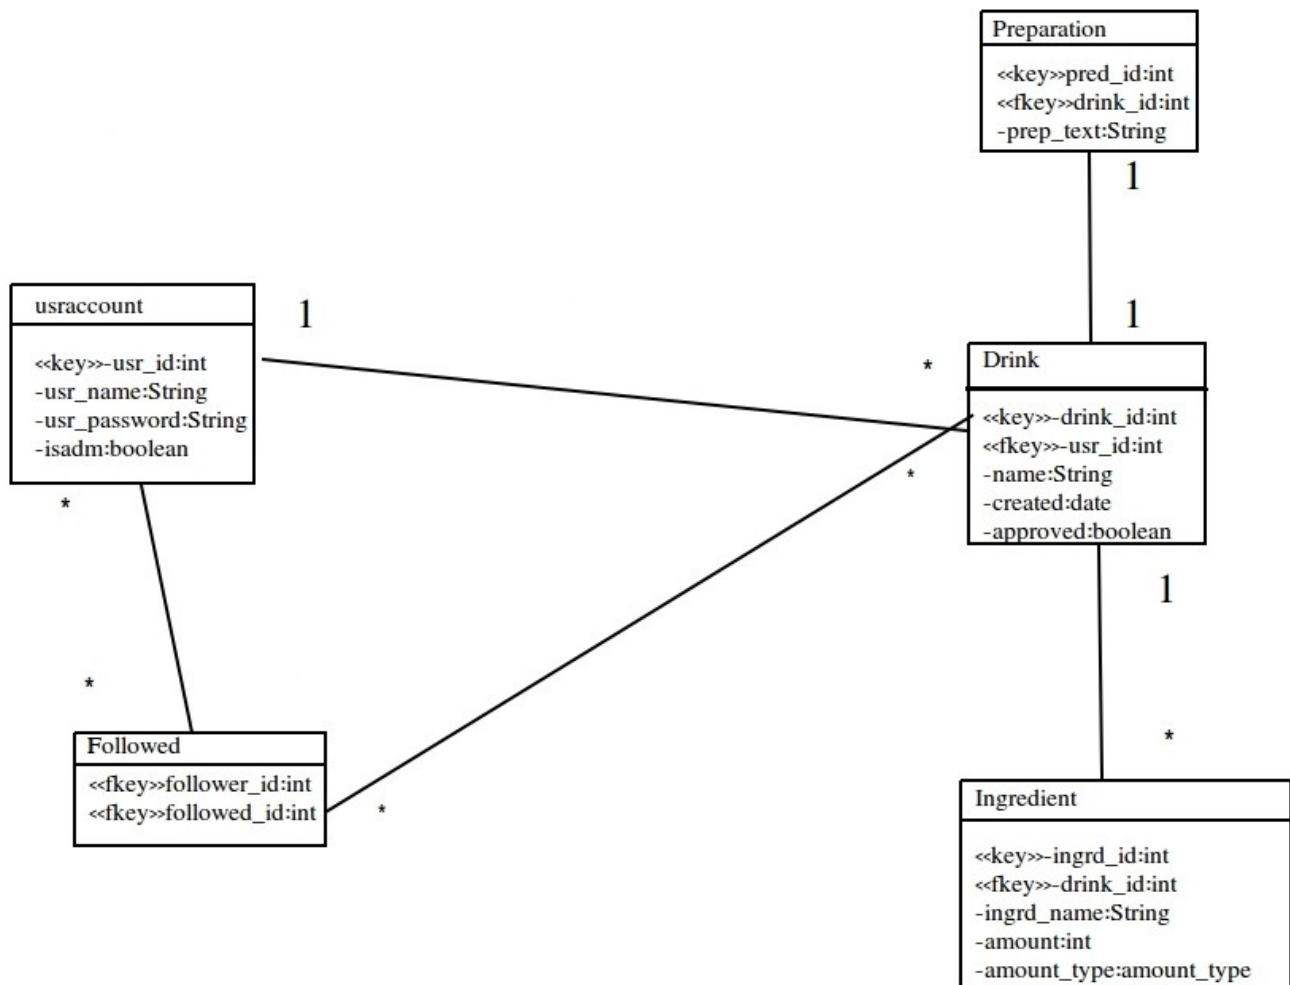 Preparation
«key»pred_id:int
«fkey»drink_id:int
-prep_text:String
1
1
usraccount
«key»-usr_id:int
-usr_name:String
-usr_password:String
-isadm:boolean
1
*
Drink
«key»-drink_id:int
«fkey»-usr_id:int
-name:String
-created:date
-approved:boolean
*
*
1
*
Followed
«fkey»follower_id:int
«fkey»followed_id:int
*
*
Ingredient
«key»-ingrd_id:int
«fkey»-drink_id:int
-ingrd_name:String
-amount:int
-amount_type:amount_type